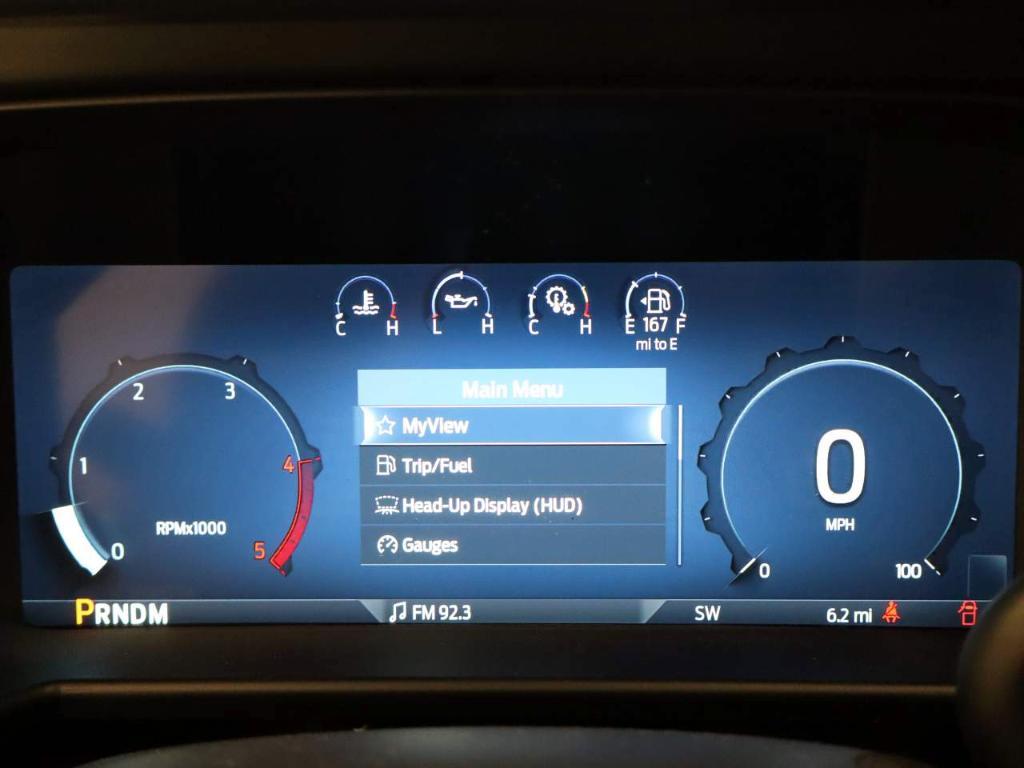 C H L H C H E 167 F
mi to E
2 3
1 4
RPMx1000
0 5
Main Menu
MyView
Trip/Fuel
Head-Up Display (HUD)
Gauges
0
MPH
0 100
PRNDM
FM 92.3
SW
6.2 mi